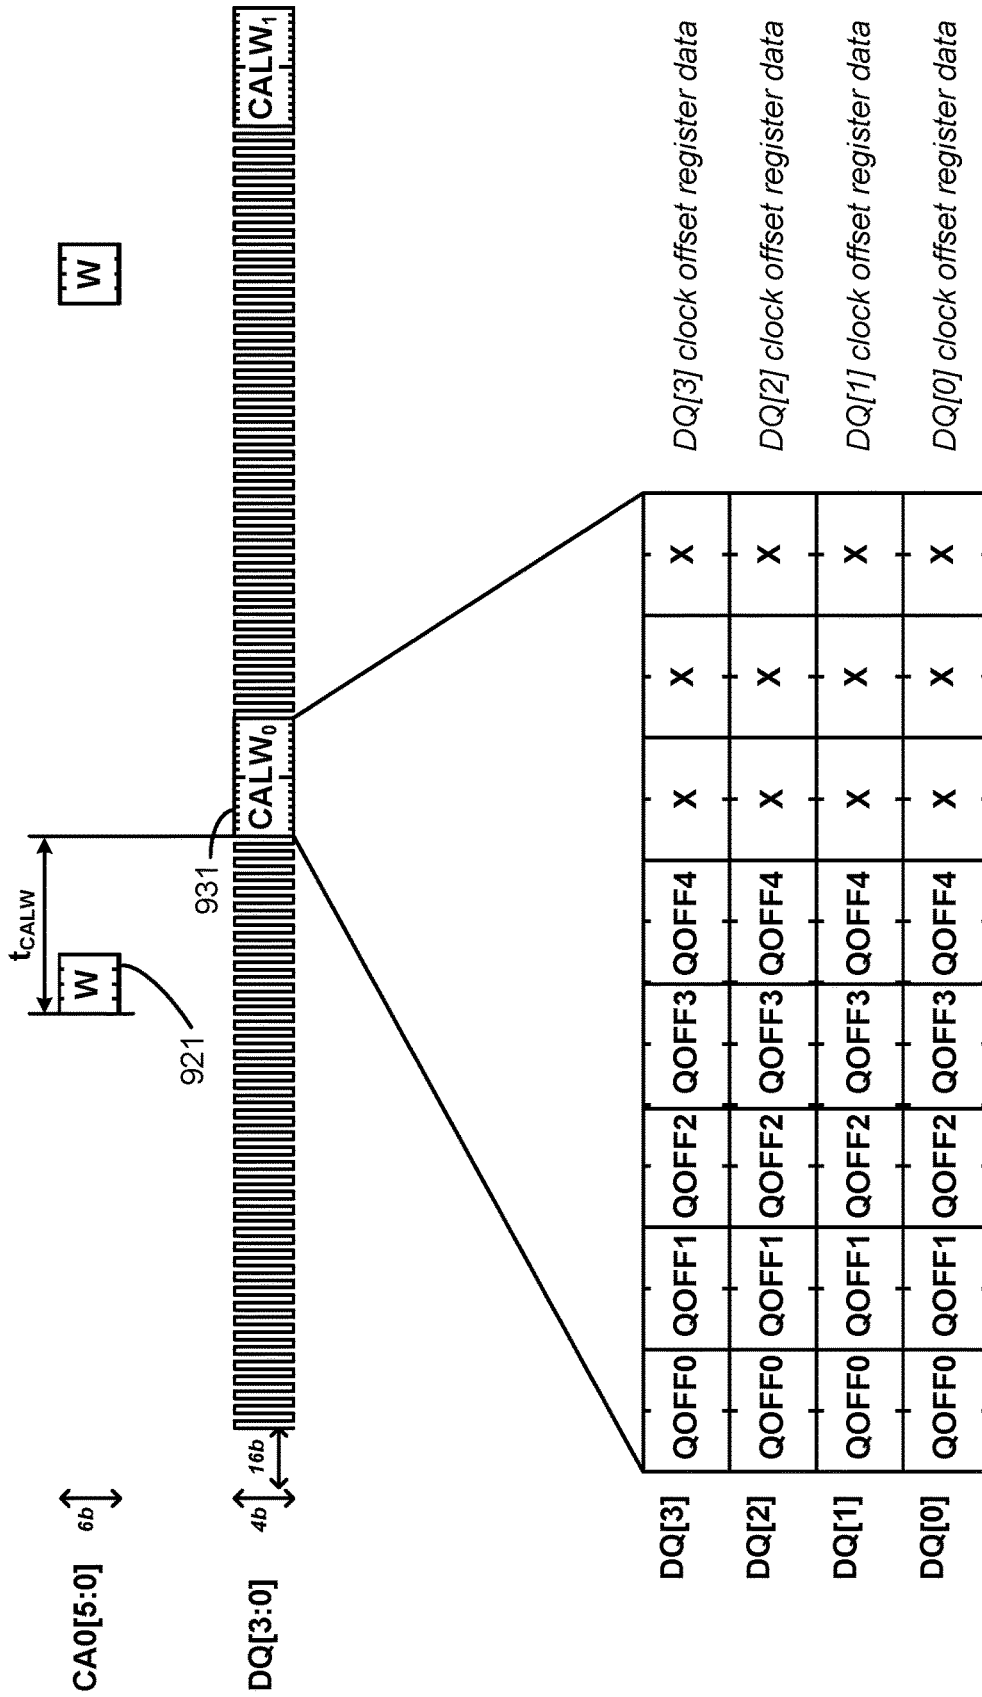 t_CALW
CA0[5:0]
6b
W
W
921
931
DQ[3:0]
4b
16b
CALW₀
CALW₁
DQ[3] QOFF0 QOFF1 QOFF2 QOFF3 QOFF4 X X X DQ[3] clock offset register data
DQ[2] QOFF0 QOFF1 QOFF2 QOFF3 QOFF4 X X X DQ[2] clock offset register data
DQ[1] QOFF0 QOFF1 QOFF2 QOFF3 QOFF4 X X X DQ[1] clock offset register data
DQ[0] QOFF0 QOFF1 QOFF2 QOFF3 QOFF4 X X X DQ[0] clock offset register data